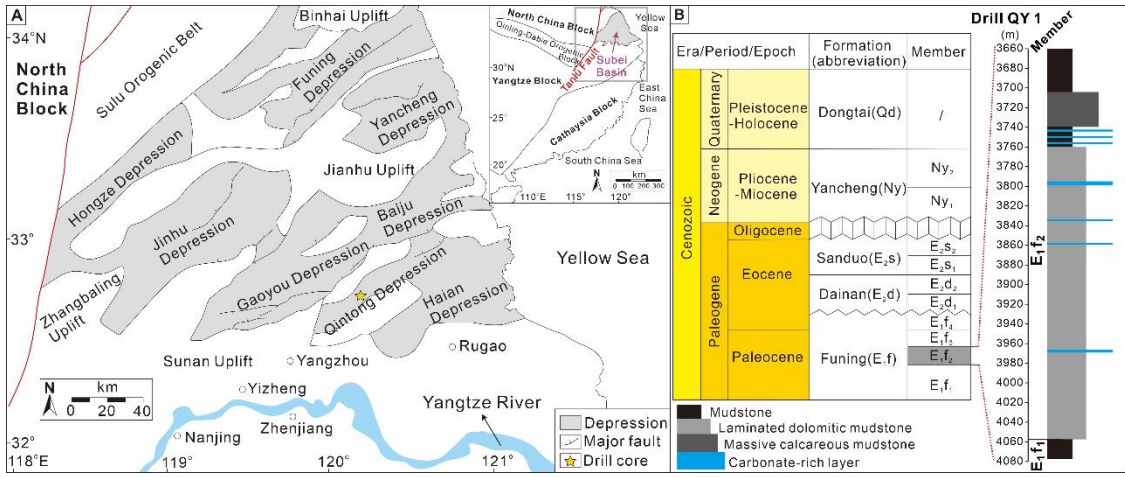 A
34°N
33°
32°
118°E
119°
120°
121°
North
China
Block
Sulu Orogenic Belt
Binhai Uplift
Funing
Depression
Yancheng
Depression
Jianhu Uplift
Hongze Depression
Jinhu
Depression
Baiju
Depression
Gaoyou Depression
Qintong Depression
Haian
Depression
Zhangbaling
Uplift
Sunan Uplift
Yangzhou
Rugao
Yizheng
Zhenjiang
Nanjing
Yangtze River
Yellow Sea
N
km
0 20 40
Depression
Major fault
Drill core
North China Block
Qinling-Dabie Orogenic
Block
Yangtze Block
Tanlu Fault
Subei
Basin
Yellow
Sea
East
China
Sea
Cathaysia Block
South China Sea
30°N
25°
20°
110°E
115°
120°
N
km
0 100 200 300
B
Era/Period/Epoch
Formation
(abbreviation)
Member
Cenozoic
Quaternary
Pleistocene
-Holocene
Dongtai(Qd)
/
Neogene
Pliocene
-Miocene
Yancheng(Ny)
Ny₂
Ny₁
Paleogene
Oligocene
Eocene
Sanduo(E₂s)
E₂s₂
E₂s₁
Dainan(E₂d)
E₂d₂
E₂d₁
Paleocene
Funing(E₁f)
E₁f₄
E₁f₃
E₁f₂
E₁f₁
Mudstone
Laminated dolomitic mudstone
Massive calcareous mudstone
Carbonate-rich layer
Drill QY 1
(m)
Member
3660
3700
3720
3740
3760
3780
3800
3840
3860
3880
3900
3920
3940
3960
3980
4000
4040
4060
4080
E₁f₂
E₁f₁